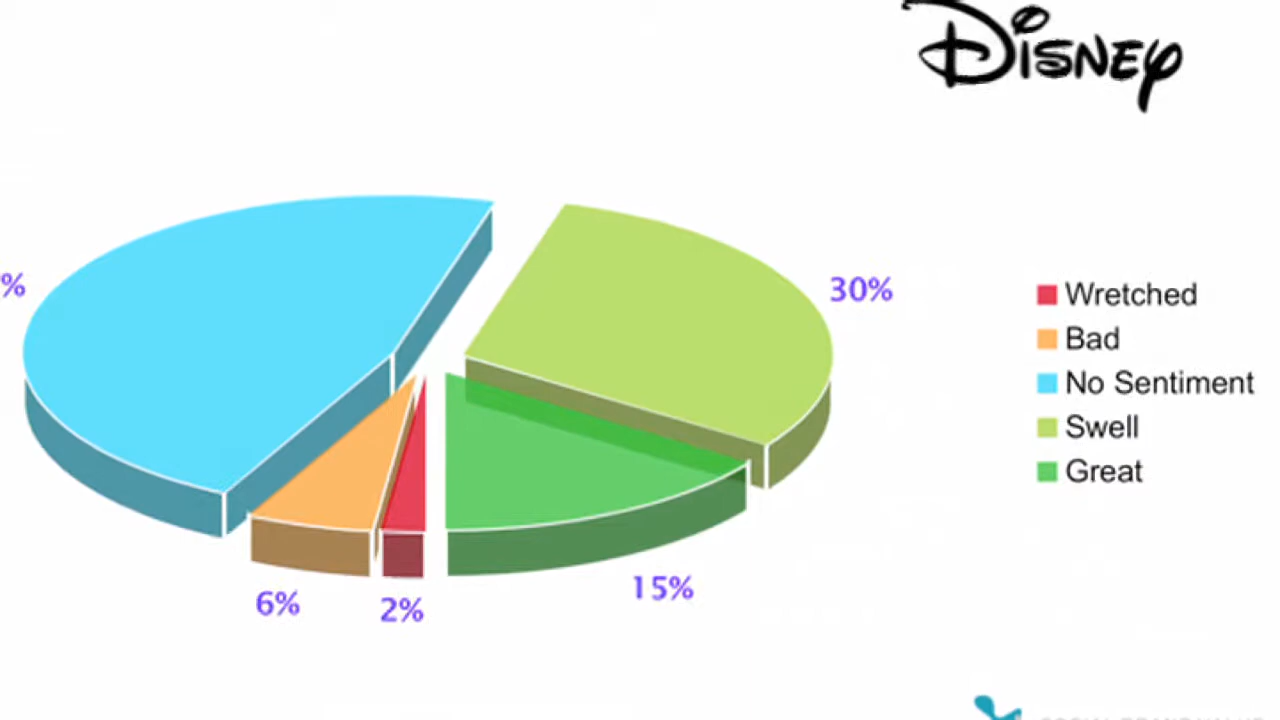 DISNEY
%
30%
Wretched
Bad
No Sentiment
Swell
Great
15%
6%
2%